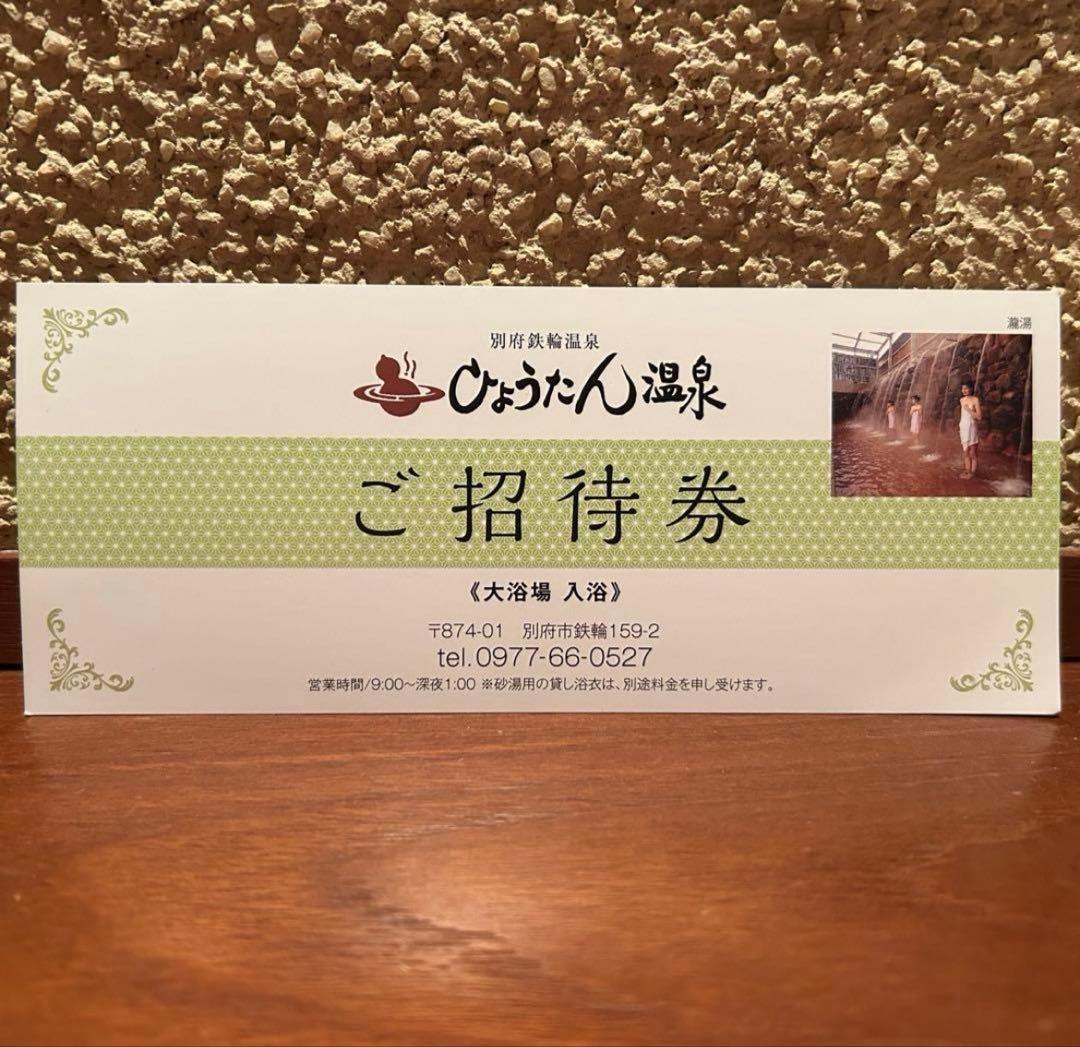 別府鉄輪温泉
ひょうたん温泉
瀧湯
ご招待券
《大浴場 入浴》
〒874-01 別府市鉄輪159-2
tel.0977-66-0527
営業時間/9:00〜深夜1:00 ※砂湯用の貸し浴衣は、別途料金を申し受けます。